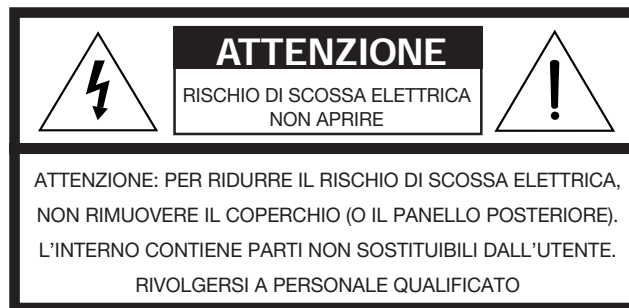 ATTENZIONE
RISCHIO DI SCOSSA ELETTRICA
NON APRIRE
ATTENZIONE: PER RIDURRE IL RISCHIO DI SCOSSA ELETTRICA,
NON RIMUOVERE IL COPERCHIO (O IL PANELLO POSTERIORE).
L'INTERNO CONTIENE PARTI NON SOSTITUIBILI DALL'UTENTE.
RIVOLGERSI A PERSONALE QUALIFICATO